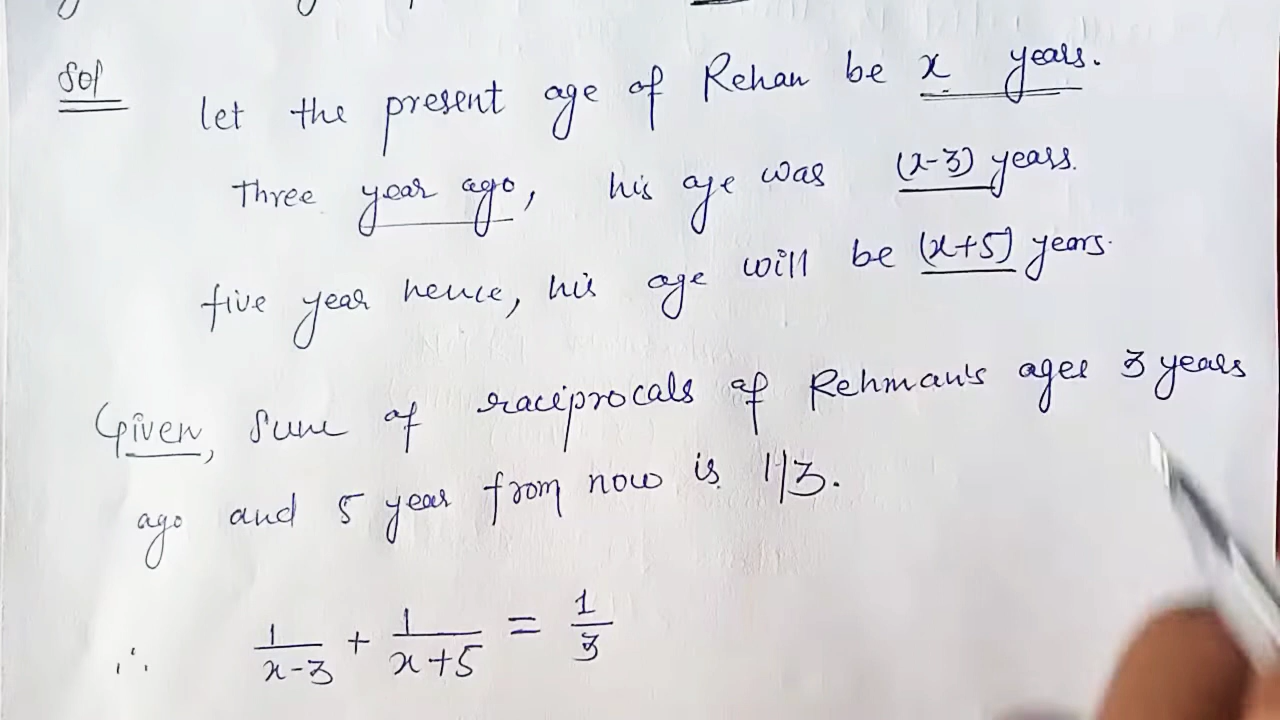 Sol
let the present age of Rehan be x years.
Three year ago, his age was (x-3) years.
five year hence, his age will be (x+5) years.
Given, sum of raciprocals of Rehman's ages 3 years
ago and 5 year from now is 1/3.
∴ 1/(x-3) + 1/(x+5) = 1/3